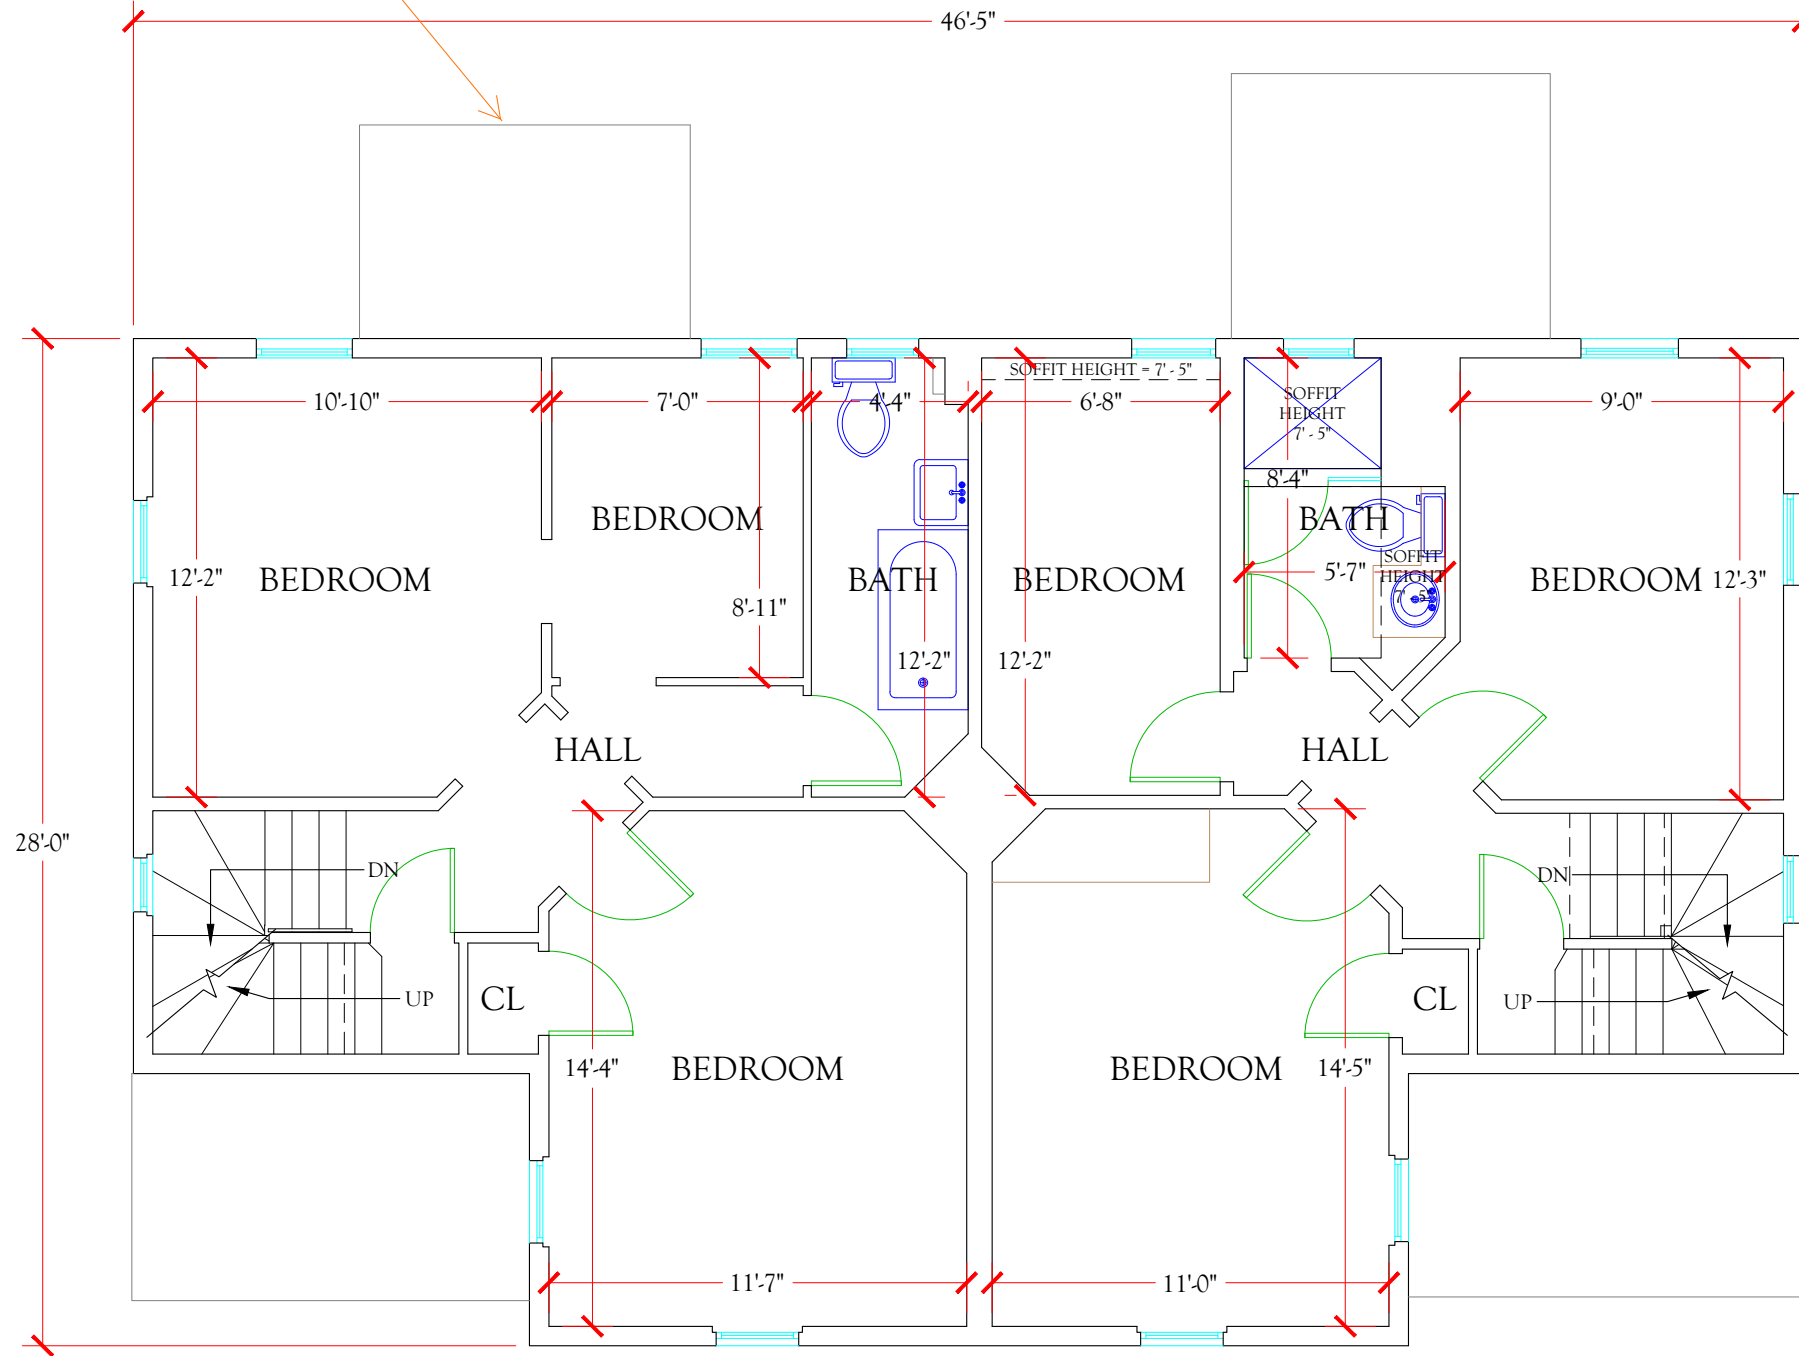 46'-5"
SOFFIT HEIGHT = 7' - 5"
10'-10"
7'-0"
4'-4"
6'-8"
SOFFIT
HEIGHT
7' - 5"
9'-0"
8'-4"
BEDROOM
BATH
SOFFIT
HEIGHT
7' - 5"
5'-7"
12'-2"
BEDROOM
BATH
BEDROOM
BEDROOM
12'-3"
8'-11"
12'-2"
12'-2"
HALL
HALL
28'-0"
DN
DN
UP
CL
CL
UP
14'-4"
BEDROOM
BEDROOM
14'-5"
11'-7"
11'-0"